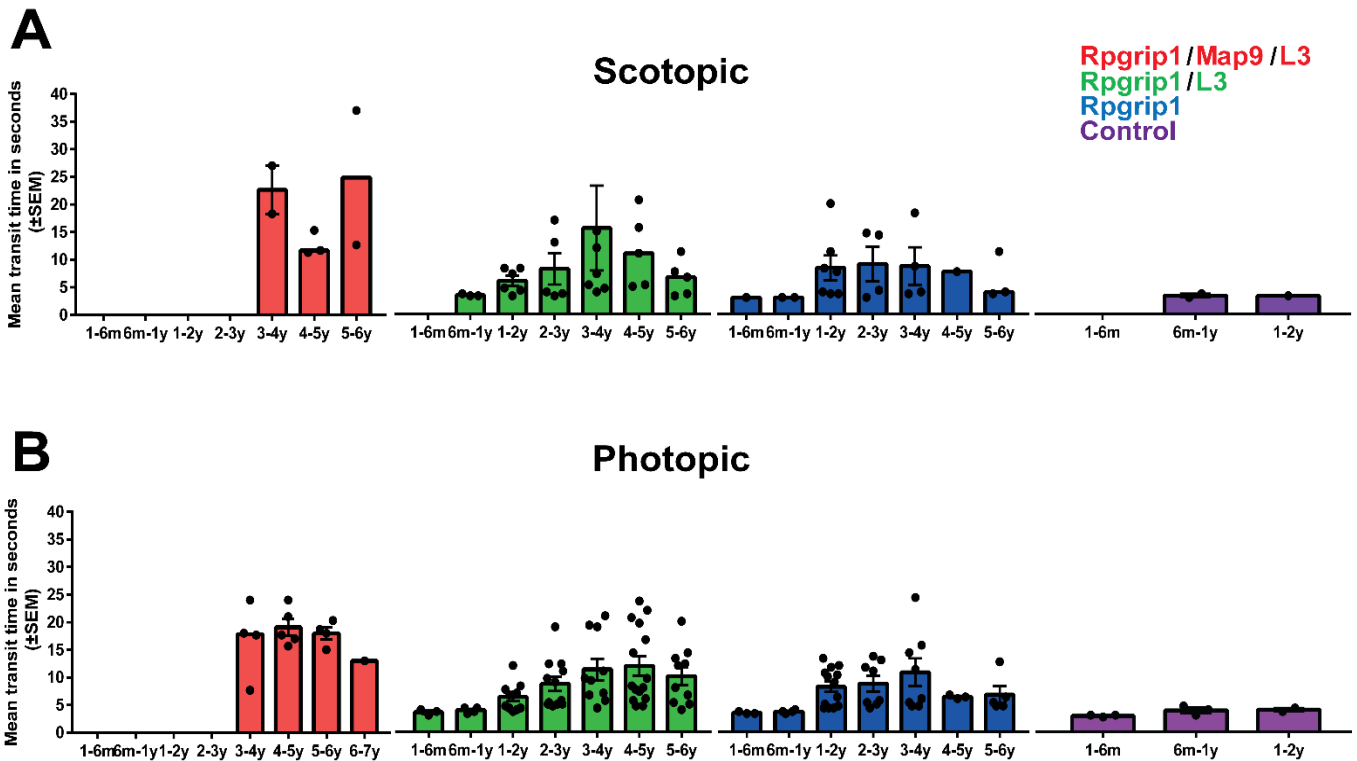 A
Scotopic
Rpgrip1/Map9/L3
Rpgrip1/L3
Rpgrip1
Control
Mean transit time in seconds
(±SEM)
40
35
30
25
20
15
10
5
0
1-6m 6m-1y 1-2y 2-3y 3-4y 4-5y 5-6y
1-6m 6m-1y 1-2y 2-3y 3-4y 4-5y 5-6y
1-6m 6m-1y 1-2y 2-3y 3-4y 4-5y 5-6y
1-6m 6m-1y 1-2y
B
Photopic
Mean transit time in seconds
(±SEM)
40
35
30
25
20
15
10
5
0
1-6m 6m-1y 1-2y 2-3y 3-4y 4-5y 5-6y 6-7y
1-6m 6m-1y 1-2y 2-3y 3-4y 4-5y 5-6y
1-6m 6m-1y 1-2y 2-3y 3-4y 4-5y 5-6y
1-6m 6m-1y 1-2y